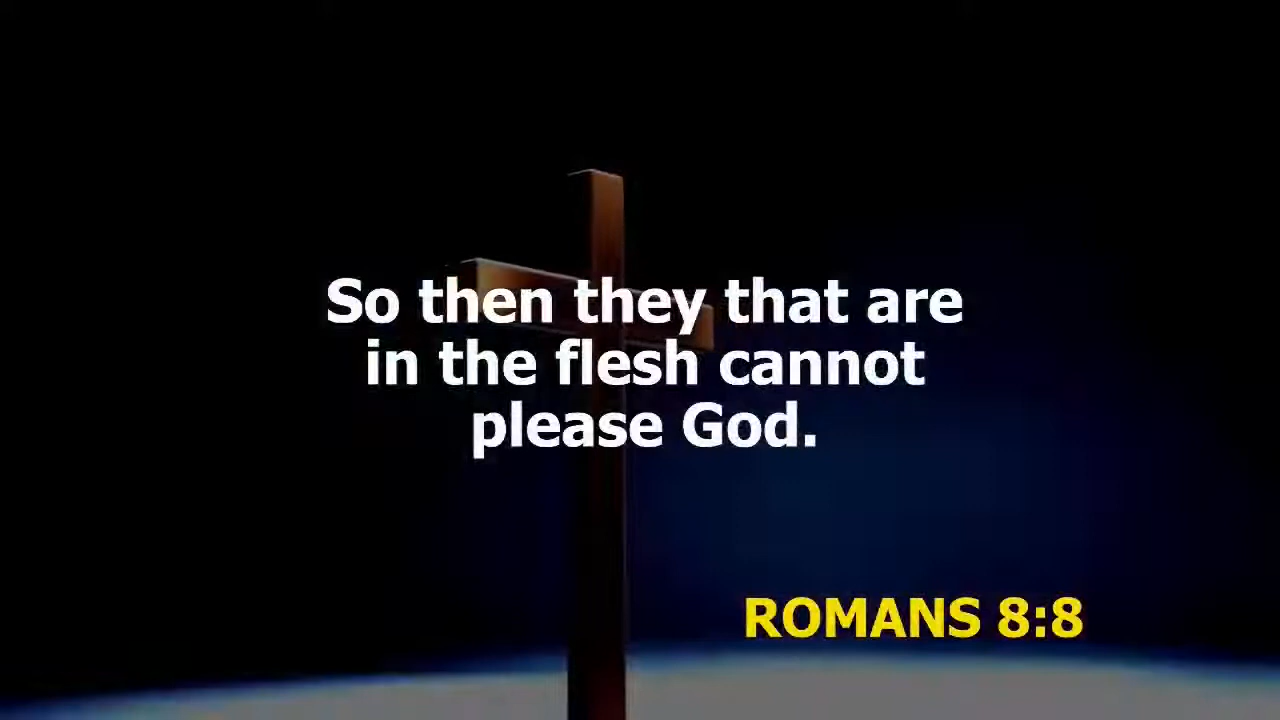 So then they that are
in the flesh cannot
please God.
ROMANS 8:8